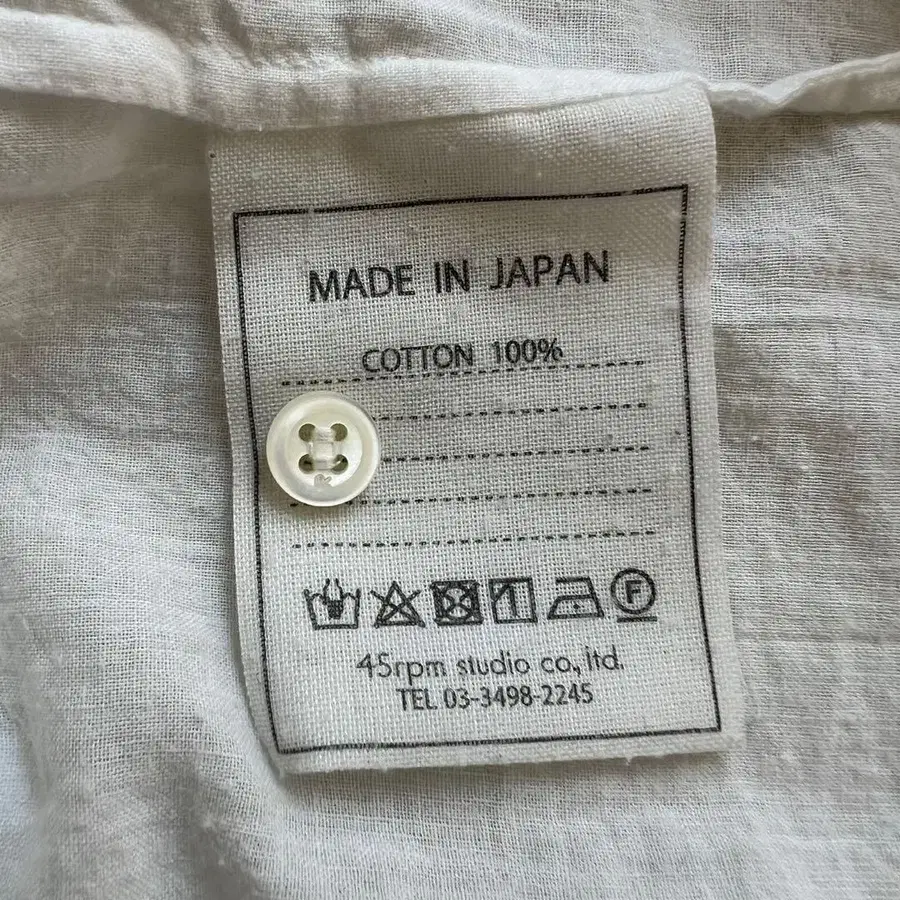 MADE IN JAPAN
COTTON 100%
F
45rpm studio co., ltd.
TEL 03-3498-2245